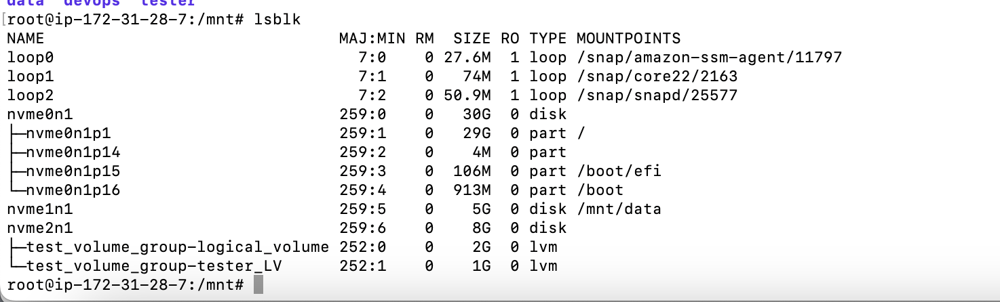 data devops tester
[root@ip-172-31-28-7:/mnt# lsblk
NAME MAJ:MIN RM SIZE RO TYPE MOUNTPOINTS
loop0 7:0 0 27.6M 1 loop /snap/amazon-ssm-agent/11797
loop1 7:1 0 74M 1 loop /snap/core22/2163
loop2 7:2 0 50.9M 1 loop /snap/snapd/25577
nvme0n1 259:0 0 30G 0 disk
├─nvme0n1p1 259:1 0 29G 0 part /
├─nvme0n1p14 259:2 0 4M 0 part
├─nvme0n1p15 259:3 0 106M 0 part /boot/efi
└─nvme0n1p16 259:4 0 913M 0 part /boot
nvme1n1 259:5 0 5G 0 disk /mnt/data
nvme2n1 259:6 0 8G 0 disk
├─test_volume_group-logical_volume 252:0 0 2G 0 lvm
└─test_volume_group-tester_LV 252:1 0 1G 0 lvm
root@ip-172-31-28-7:/mnt#